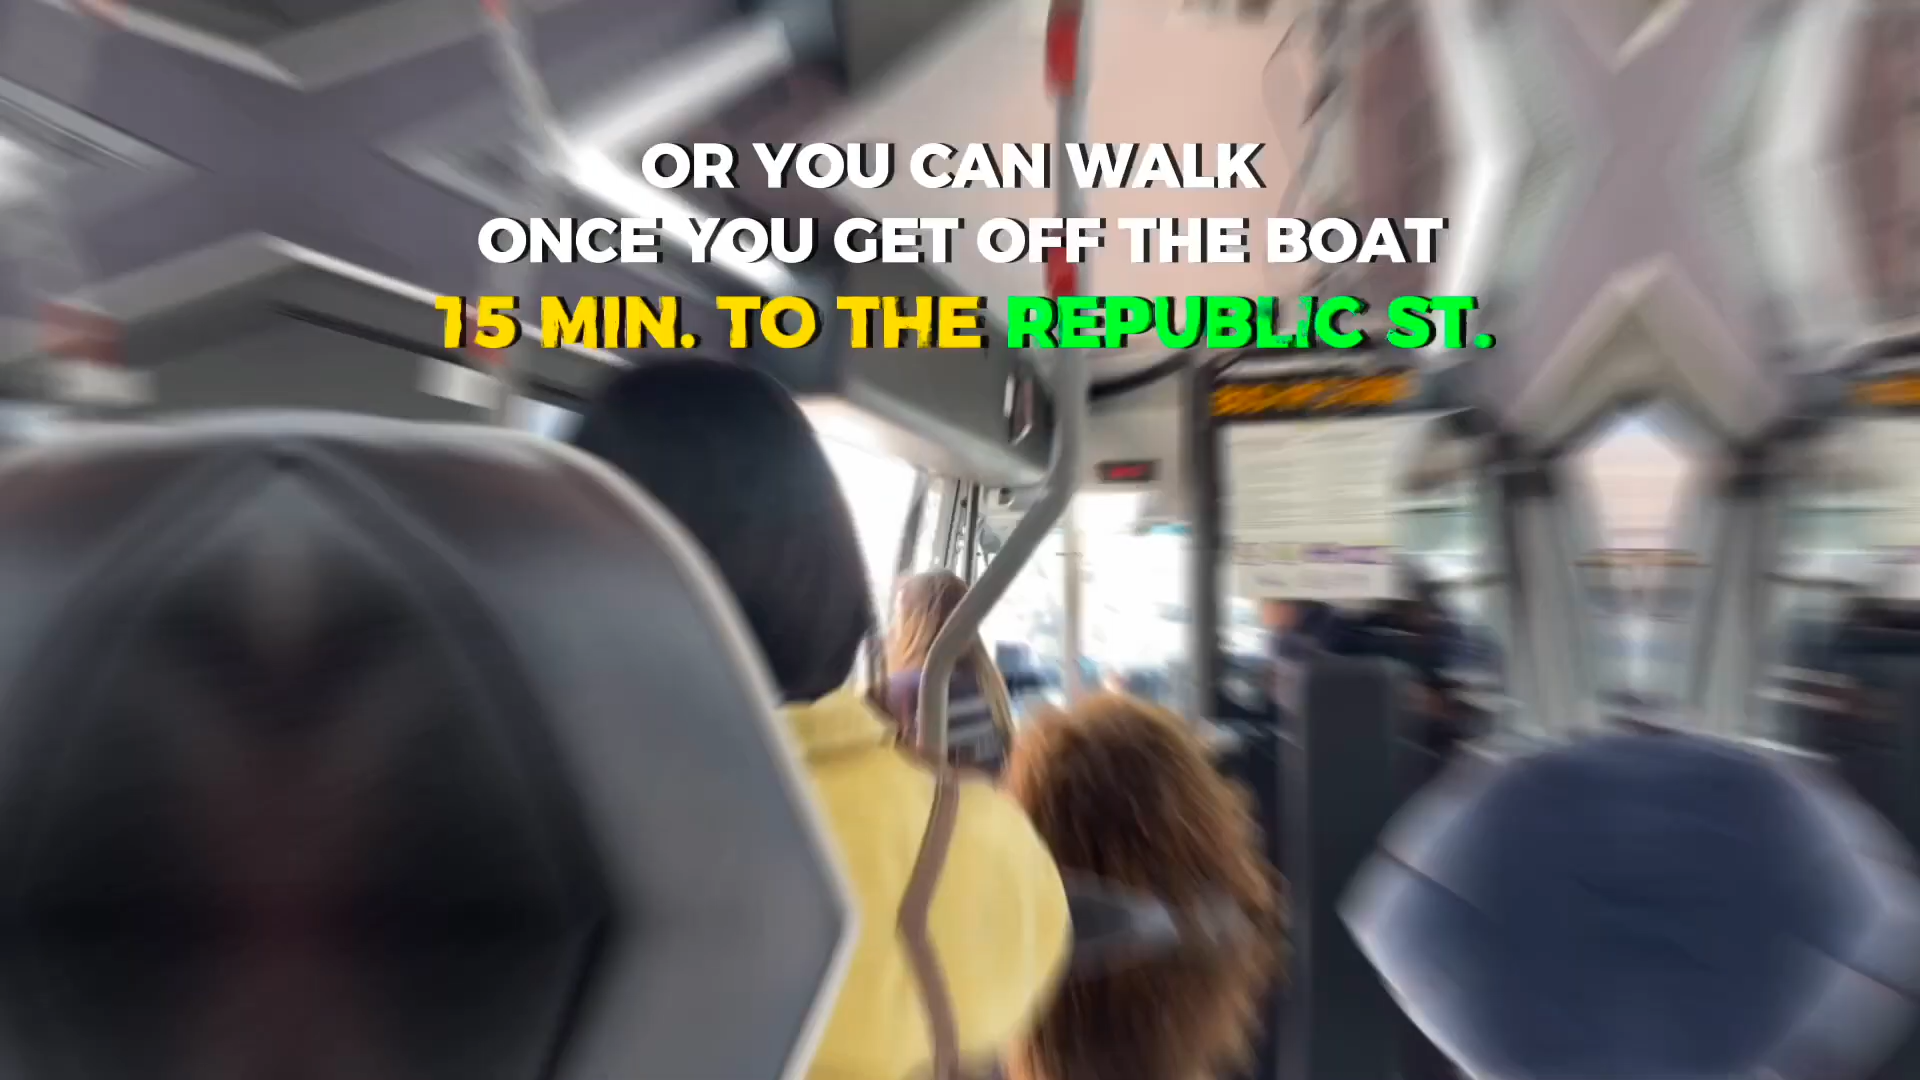 OR YOU CAN WALK
ONCE YOU GET OFF THE BOAT
15 MIN. TO THE REPUBLIC ST.